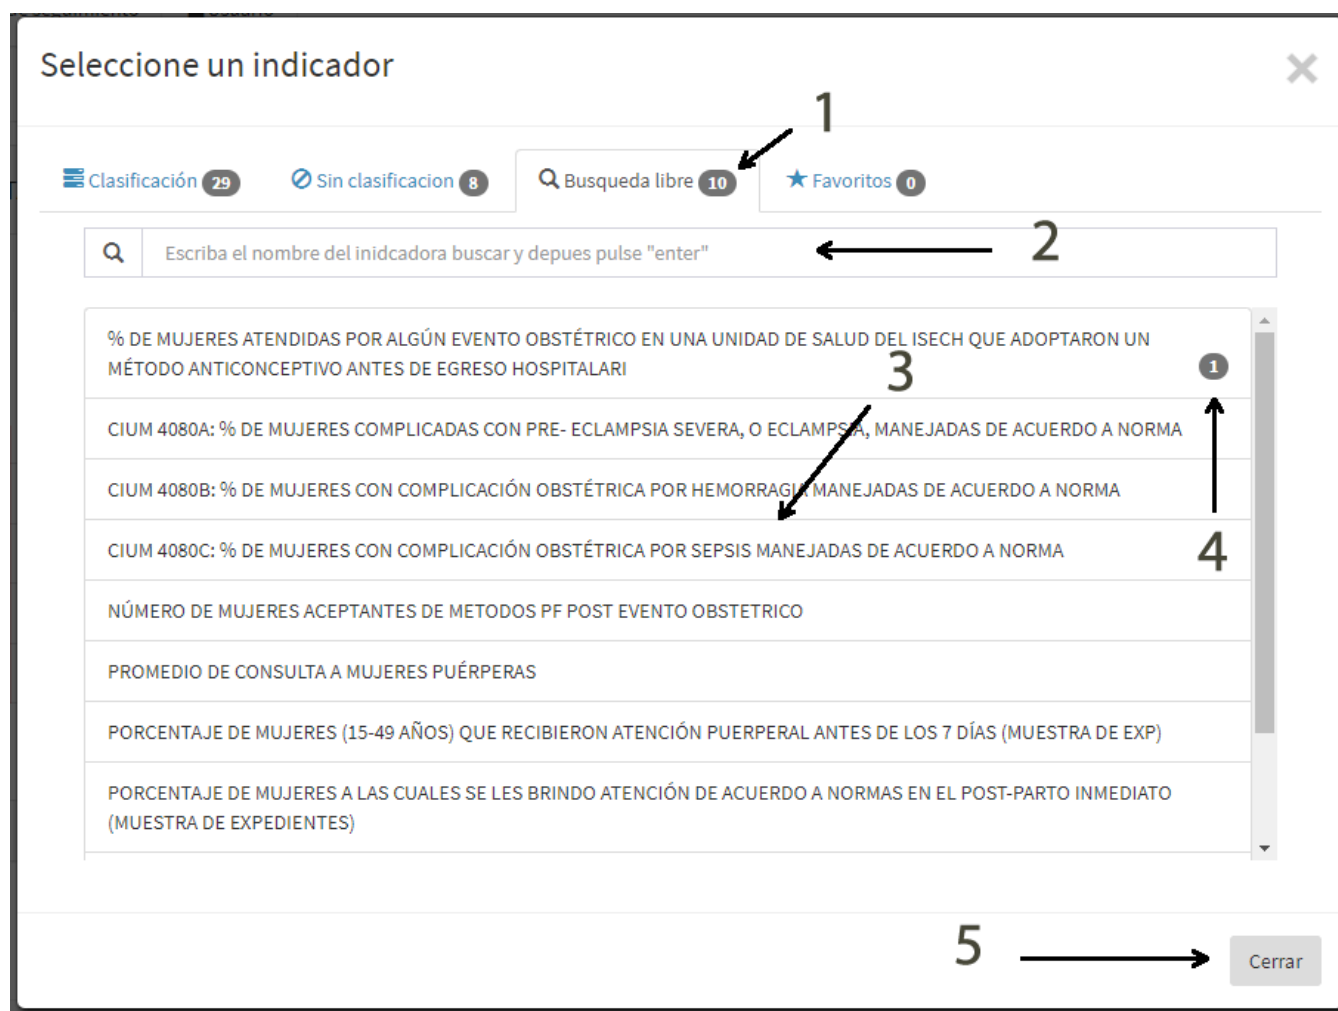 Seleccione un indicador
1
Clasificación 29 Sin clasificacion 8 Busqueda libre 10 Favoritos 0
Escriba el nombre del inidcadora buscar y depues pulse "enter" 2
% DE MUJERES ATENDIDAS POR ALGÚN EVENTO OBSTÉTRICO EN UNA UNIDAD DE SALUD DEL ISECH QUE ADOPTARON UN
MÉTODO ANTICONCEPTIVO ANTES DE EGRESO HOSPITALARI 3 1
CIUM 4080A: % DE MUJERES COMPLICADAS CON PRE- ECLAMPSIA SEVERA, O ECLAMPSIA, MANEJADAS DE ACUERDO A NORMA
CIUM 4080B: % DE MUJERES CON COMPLICACIÓN OBSTÉTRICA POR HEMORRAGIA MANEJADAS DE ACUERDO A NORMA
CIUM 4080C: % DE MUJERES CON COMPLICACIÓN OBSTÉTRICA POR SEPSIS MANEJADAS DE ACUERDO A NORMA 4
NÚMERO DE MUJERES ACEPTANTES DE METODOS PF POST EVENTO OBSTETRICO
PROMEDIO DE CONSULTA A MUJERES PUÉRPERAS
PORCENTAJE DE MUJERES (15-49 AÑOS) QUE RECIBIERON ATENCIÓN PUERPERAL ANTES DE LOS 7 DÍAS (MUESTRA DE EXP)
PORCENTAJE DE MUJERES A LAS CUALES SE LES BRINDO ATENCIÓN DE ACUERDO A NORMAS EN EL POST-PARTO INMEDIATO
(MUESTRA DE EXPEDIENTES)
5 Cerrar